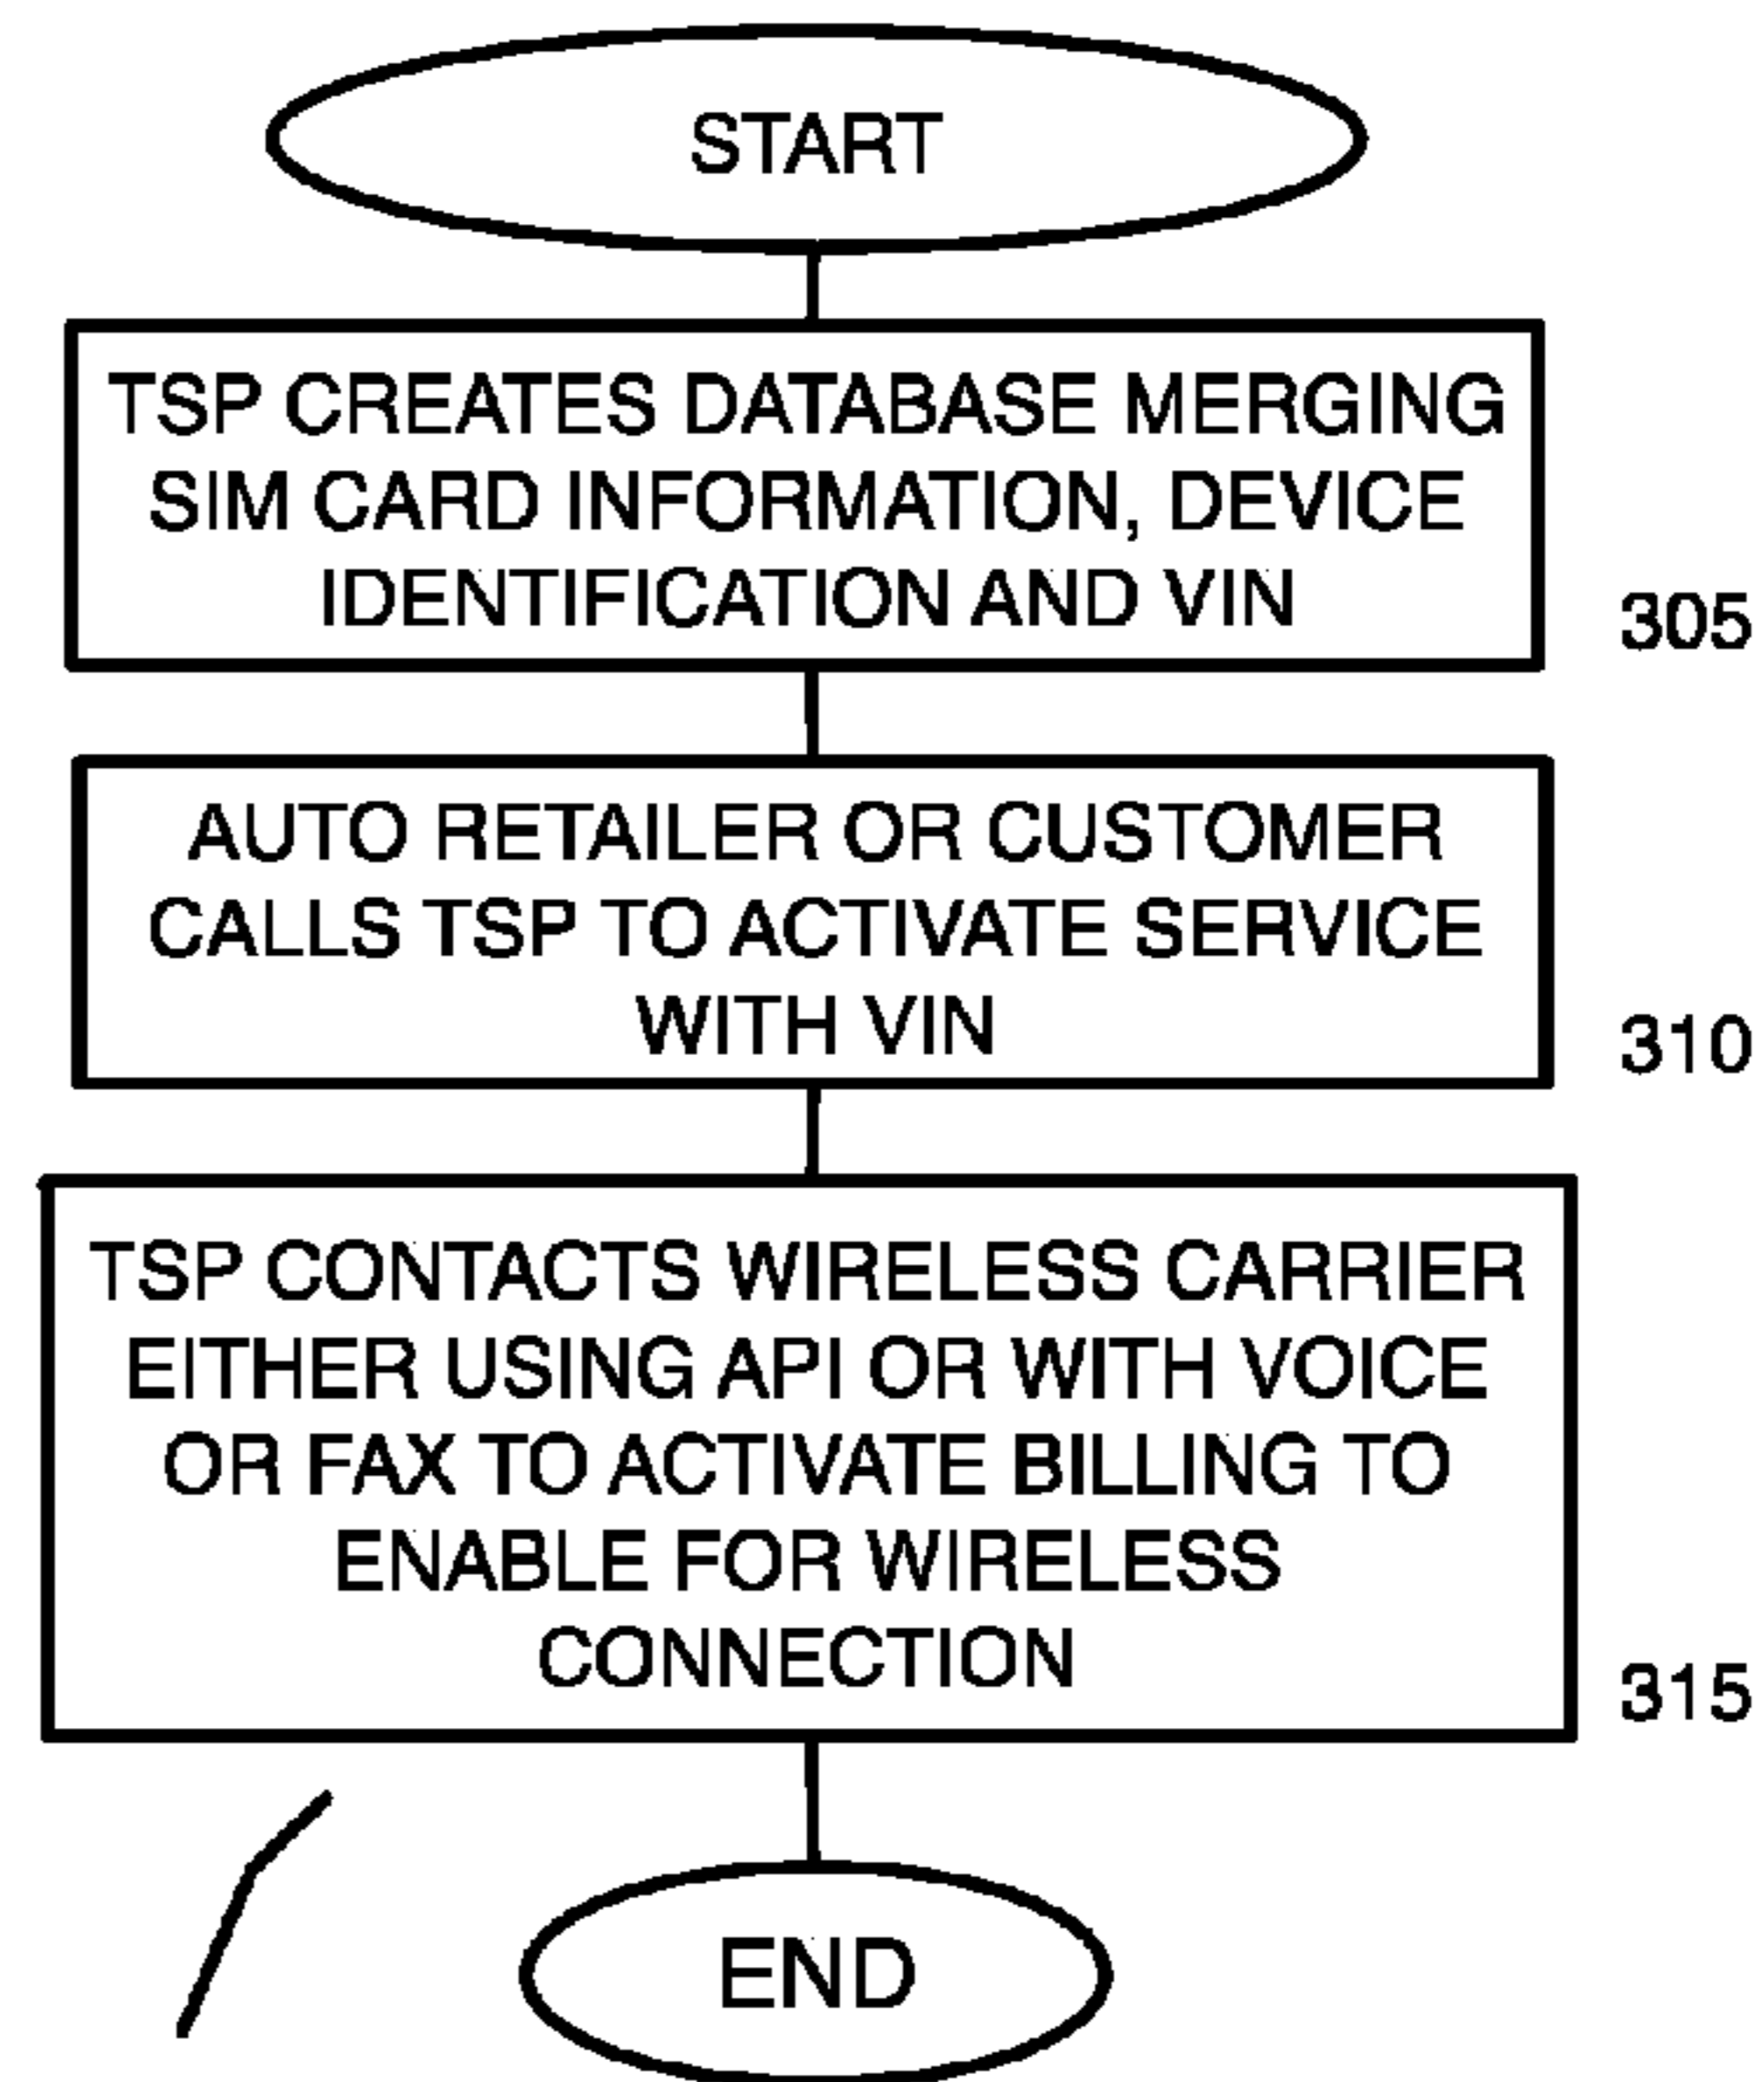 START
TSP CREATES DATABASE MERGING
SIM CARD INFORMATION, DEVICE
IDENTIFICATION AND VIN
305
AUTO RETAILER OR CUSTOMER
CALLS TSP TO ACTIVATE SERVICE
WITH VIN
310
TSP CONTACTS WIRELESS CARRIER
EITHER USING API OR WITH VOICE
OR FAX TO ACTIVATE BILLING TO
ENABLE FOR WIRELESS
CONNECTION
315
END